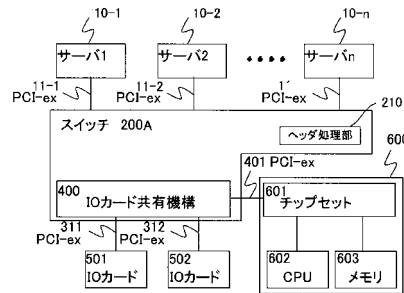 10-1 10-2 10-n
サーバ1 サーバ2 サーバn
11-1 11-2 1'
PCI-ex PCI-ex PCI-ex
210
スイッチ 200A
ヘッダ処理部
600
401 PCI-ex
400
IOカード共有機構
601
チップセット
311 312
PCI-ex PCI-ex
501 502 602 603
IOカード IOカード CPU メモリ